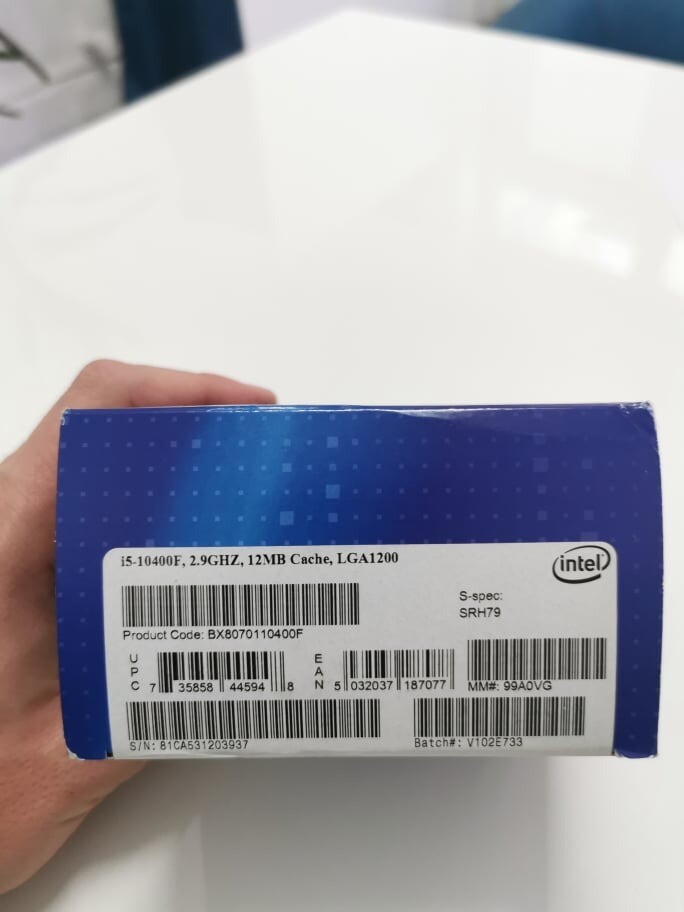 i5-10400F, 2.9GHZ, 12MB Cache, LGA1200
intel
S-spec:
SRH79
Product Code: BX8070110400F
UPC 7 35858 44594 8
EAN 5 032037 187077
MM#: 99A0VG
S/N: 81CA531203937
Batch#: V102E733